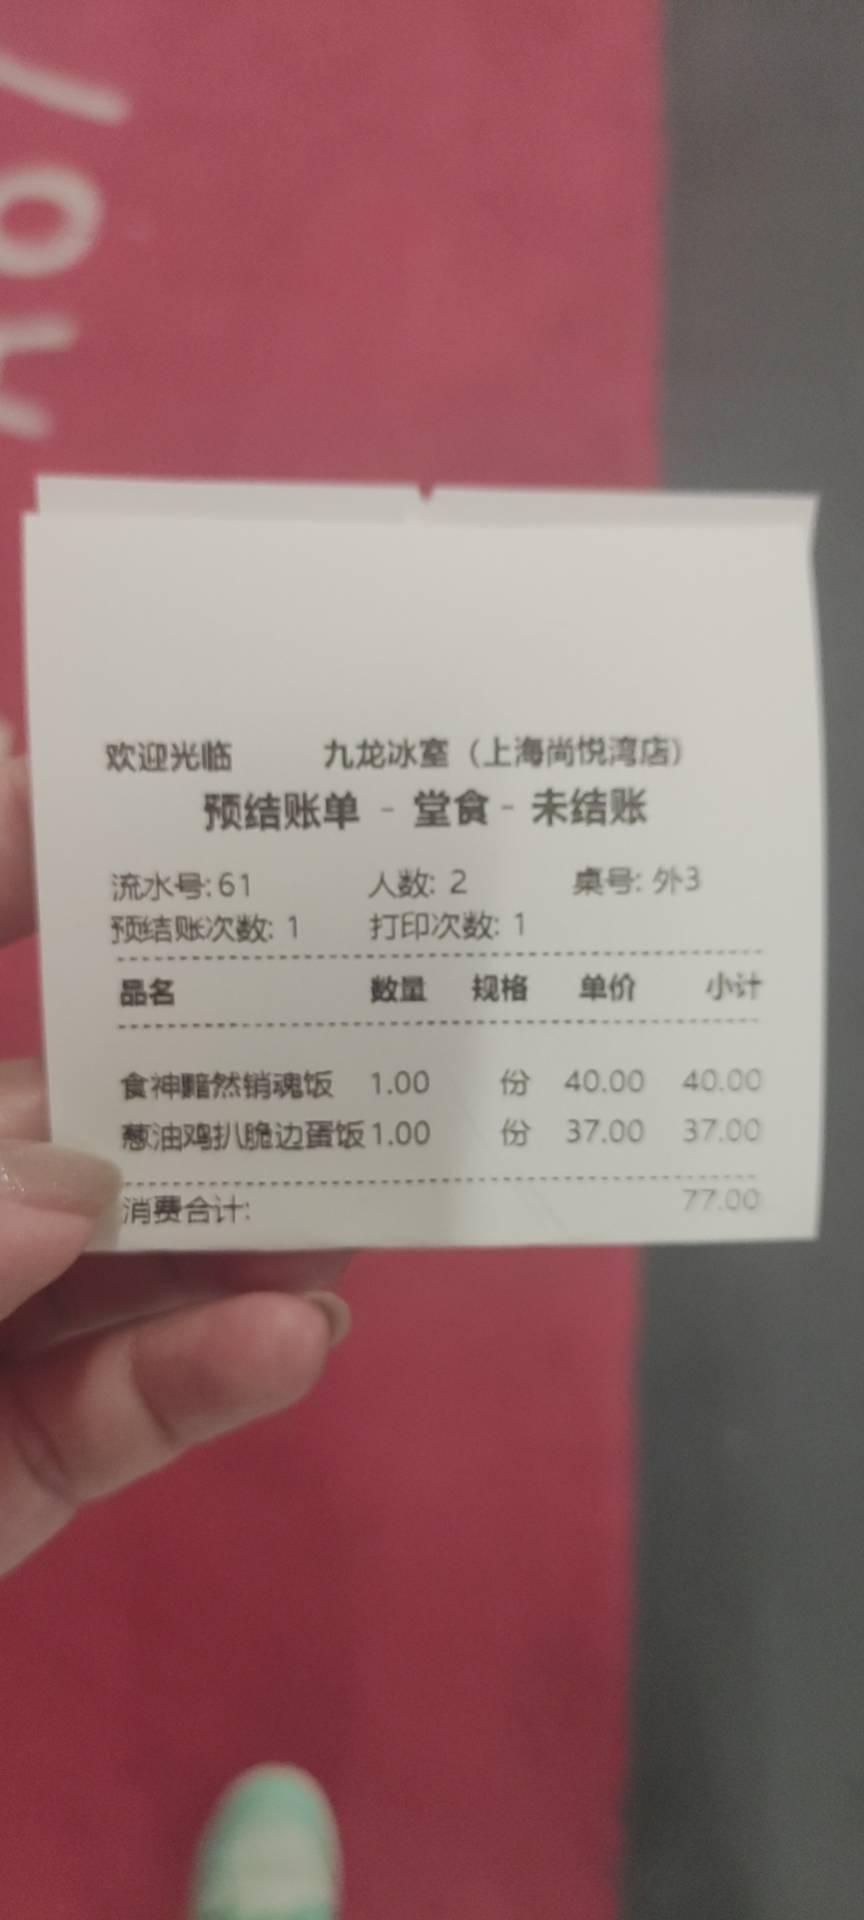 欢迎光临 九龙冰室（上海尚悦湾店）
预结账单 - 堂食 - 未结账
流水号: 61 人数: 2 桌号: 外3
预结账次数: 1 打印次数: 1
品名 数量 规格 单价 小计
食神黯然销魂饭 1.00 份 40.00 40.00
葱油鸡扒脆边蛋饭 1.00 份 37.00 37.00
消费合计: 77.00